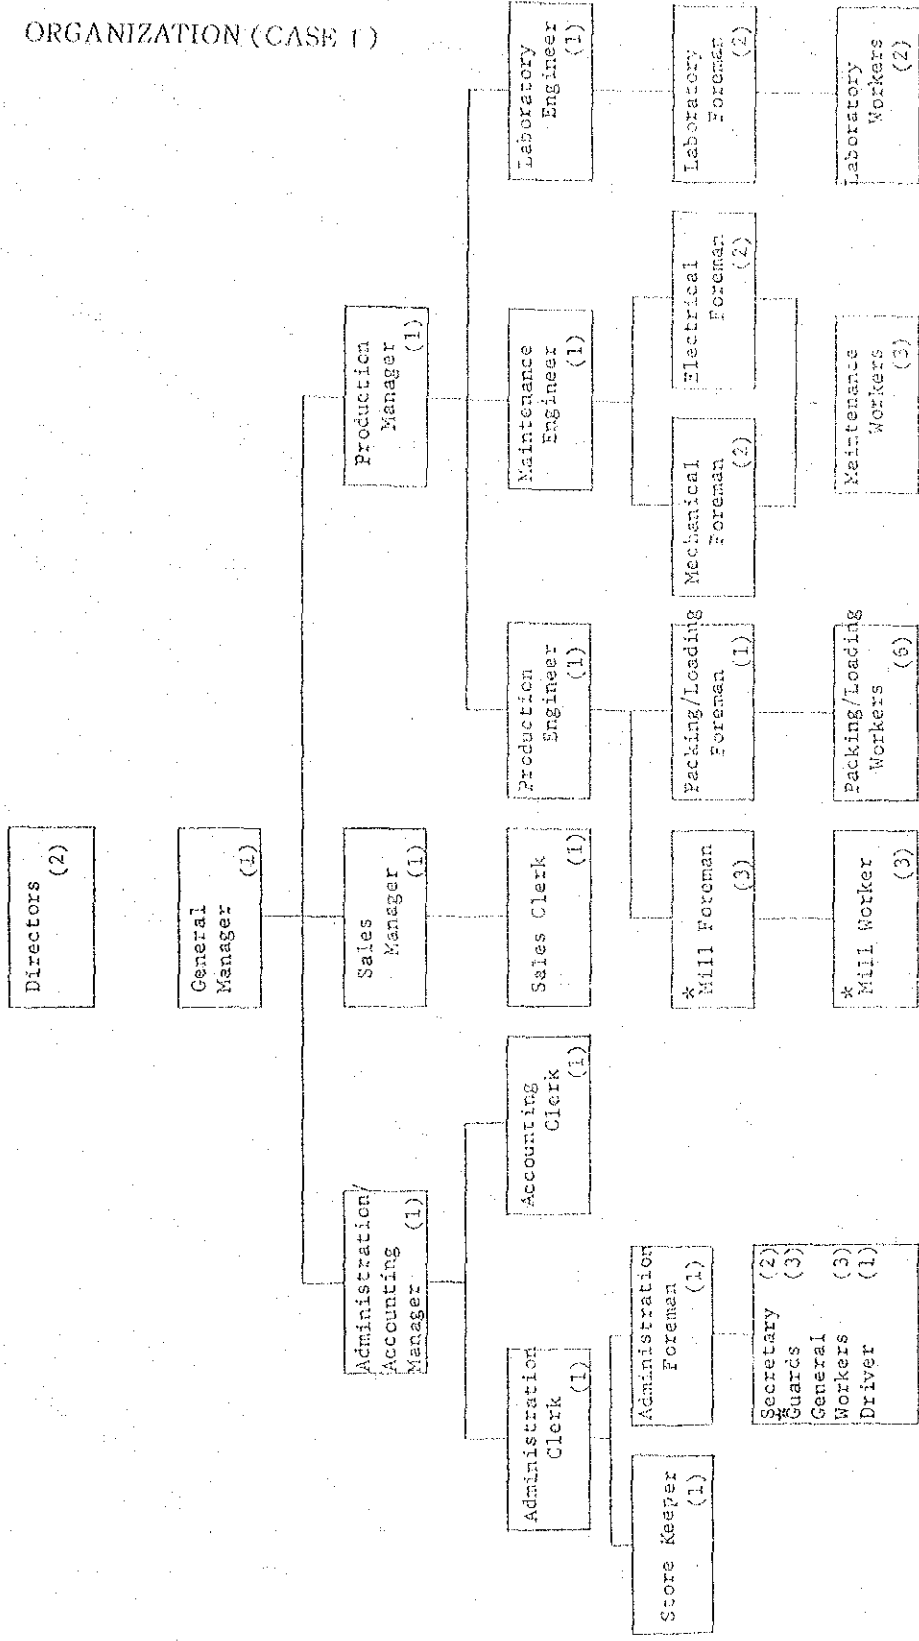 ORGANIZATION (CASE 1)
Directors
(2)
General
Manager
(1)
Administration/
Accounting
Manager (1)
Sales
Manager
(1)
Production
Manager
(1)
Administration
Clerk
(1)
Accounting
Clerk
(1)
Sales Clerk
(1)
Production
Engineer
(1)
Maintenance
Engineer
(1)
Laboratory
Engineer
(1)
Store Keeper
(1)
Administration
Foreman
(1)
*
Mill Foreman
(3)
Packing/Loading
Foreman
(1)
Mechanical
Foreman
(2)
Electrical
Foreman
(2)
Laboratory
Foreman
(2)
Secretary (2)
*
Guards (3)
General
Workers (3)
Driver (1)
*
Mill Worker
(3)
Packing/Loading
Workers
(6)
Maintenance
Workers
(3)
Laboratory
Workers
(2)